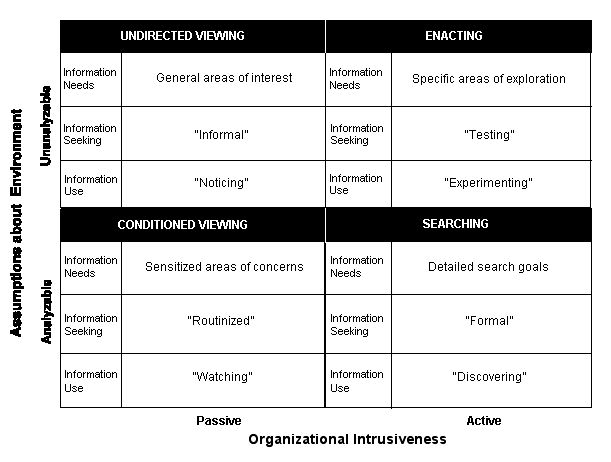 UNDIRECTED VIEWING
ENACTING
Information
Needs
General areas of interest
Information
Needs
Specific areas of exploration
Information
Seeking
"Informal"
Information
Seeking
"Testing"
Information
Use
"Noticing"
Information
Use
"Experimenting"
CONDITIONED VIEWING
SEARCHING
Information
Needs
Sensitized areas of concerns
Information
Needs
Detailed search goals
Information
Seeking
"Routinized"
Information
Seeking
"Formal"
Information
Use
"Watching"
Information
Use
"Discovering"
Assumptions about Environment
Unanalyzable
Analyzable
Passive
Active
Organizational Intrusiveness